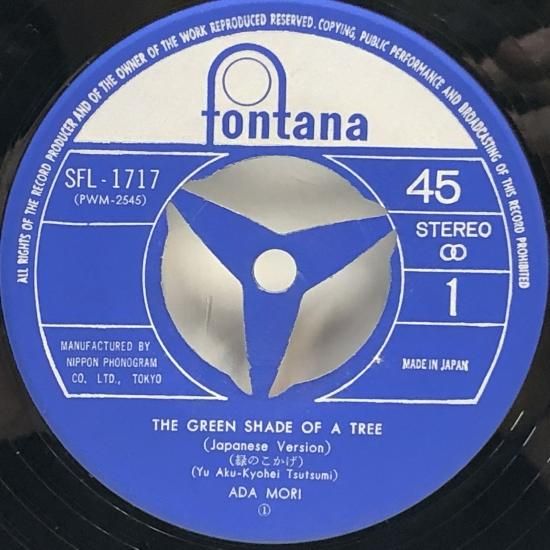 ALL RIGHTS OF THE RECORD PRODUCER AND OF THE OWNER OF THE WORK REPRODUCED RESERVED. COPYING, PUBLIC PERFORMANCE AND BROADCASTING OF THIS RECORD PROHIBITED
fontana
SFL-1717
(PWM-2545)
45
STEREO
1
MANUFACTURED BY
NIPPON PHONOGRAM
CO. LTD., TOKYO
MADE IN JAPAN
THE GREEN SHADE OF A TREE
(Japanese Version)
(緑のこかげ)
(Yu Aku-Kyohei Tsutsumi)
ADA MORI
①